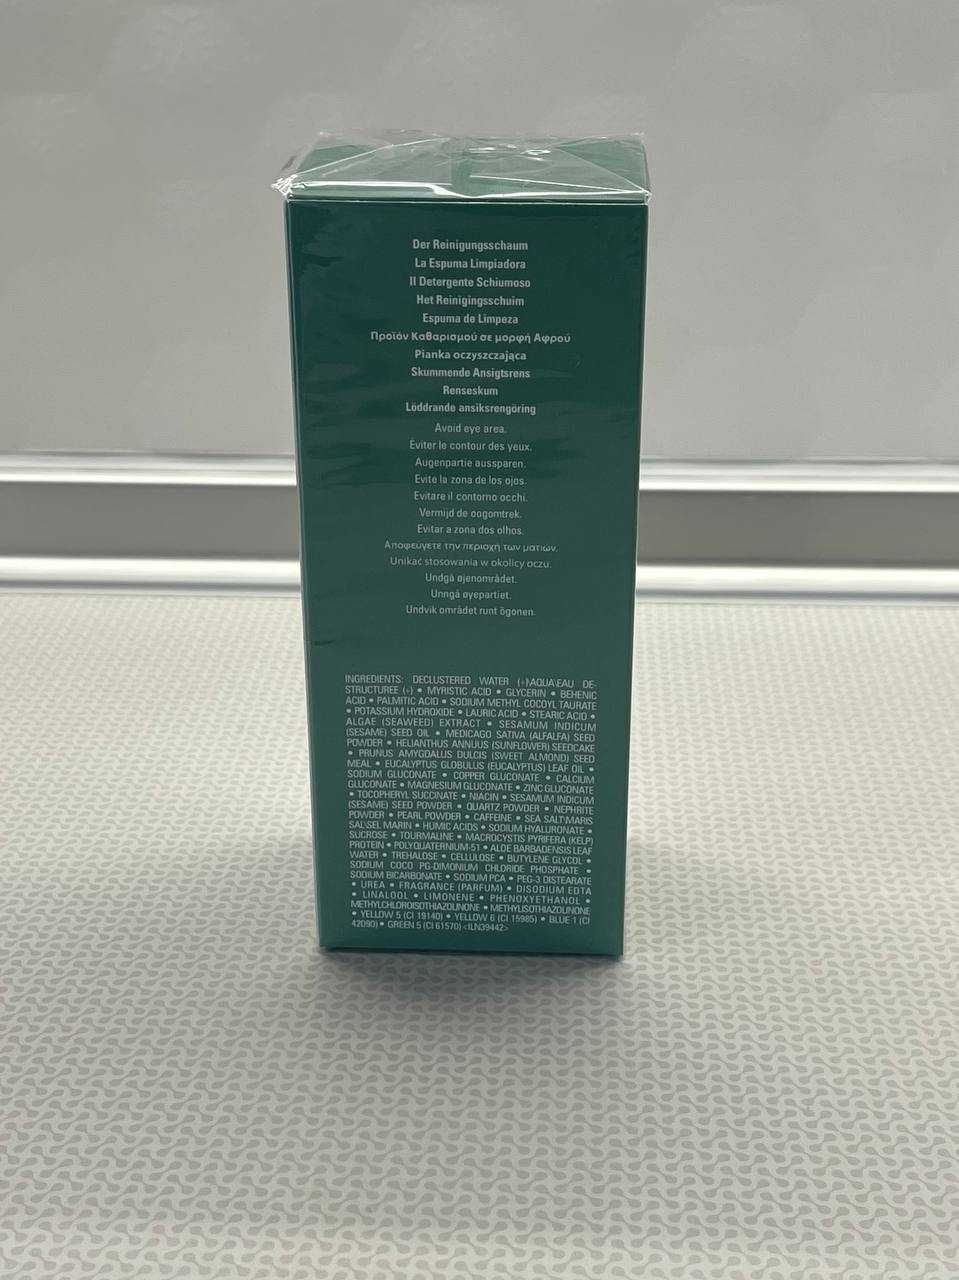 Der Reinigungsschaum
La Espuma Limpiadora
Il Detergente Schiumoso
Het Reinigingsschuim
Espuma de Limpeza
Προϊόν Καθαρισμού σε μορφή Αφρού
Pianka oczyszczająca
Skummende Ansigtsrens
Renseskum
Löddrande ansiksrengöring
Avoid eye area.
Éviter le contour des yeux.
Augenpartie aussparen.
Evite la zona de los ojos.
Evitare il contorno occhi.
Vermijd de oogomtrek.
Evitar a zona dos olhos.
Αποφεύγετε την περιοχή των ματιών.
Unikać stosowania w okolicy oczu.
Undgå øjenområdet.
Unngå øyepartiet.
Undvik området runt ögonen.
INGREDIENTS: DECLUSTERED WATER (+)\AQUA\EAU DE-
STRUCTUREE (+) • MYRISTIC ACID • GLYCERIN • BEHENIC
ACID • PALMITIC ACID • SODIUM METHYL COCOYL TAURATE
• POTASSIUM HYDROXIDE • LAURIC ACID • STEARIC ACID •
ALGAE (SEAWEED) EXTRACT • SESAMUM INDICUM
(SESAME) SEED OIL • MEDICAGO SATIVA (ALFALFA) SEED
POWDER • HELIANTHUS ANNUUS (SUNFLOWER) SEEDCAKE
• PRUNUS AMYGDALUS DULCIS (SWEET ALMOND) SEED
MEAL • EUCALYPTUS GLOBULUS (EUCALYPTUS) LEAF OIL •
SODIUM GLUCONATE • COPPER GLUCONATE • CALCIUM
GLUCONATE • MAGNESIUM GLUCONATE • ZINC GLUCONATE
• TOCOPHERYL SUCCINATE • NIACIN • SESAMUM INDICUM
(SESAME) SEED POWDER • QUARTZ POWDER • NEPHRITE
POWDER • PEARL POWDER • CAFFEINE • SEA SALT\MARIS
SAL\SEL MARIN • HUMIC ACIDS • SODIUM HYALURONATE •
SUCROSE • TOURMALINE • MACROCYSTIS PYRIFERA (KELP)
PROTEIN • POLYQUATERNIUM-51 • ALOE BARBADENSIS LEAF
WATER • TREHALOSE • CELLULOSE • BUTYLENE GLYCOL •
SODIUM COCO PG-DIMONIUM CHLORIDE PHOSPHATE •
SODIUM BICARBONATE • SODIUM PCA • PEG-3 DISTEARATE
• UREA • FRAGRANCE (PARFUM) • DISODIUM EDTA
• LINALOOL • LIMONENE • PHENOXYETHANOL •
METHYLCHLOROISOTHIAZOLINONE • METHYLISOTHIAZOLINONE
• YELLOW 5 (CI 19140) • YELLOW 6 (CI 15985) • BLUE 1 (CI
42090) • GREEN 5 (CI 61570) <ILN39442>